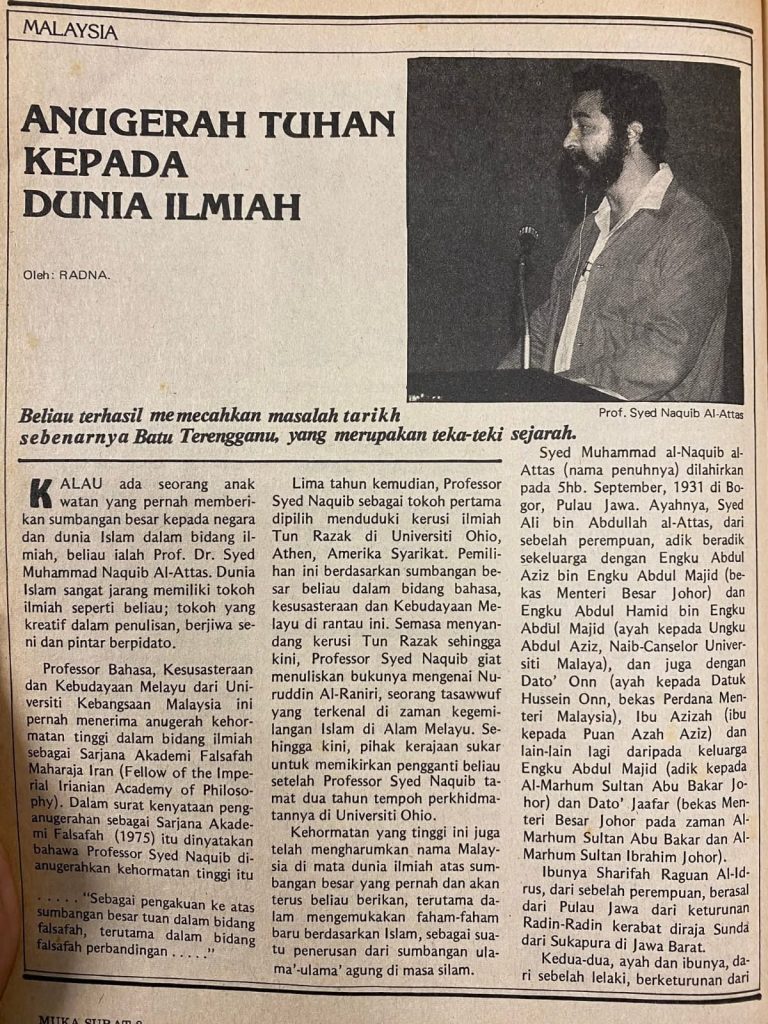 MALAYSIA
ANUGERAH TUHAN
KEPADA
DUNIA ILMIAH
Oleh: RADNA.
Prof. Syed Naquib Al-Attas
Beliau terhasil memecahkan masalah tarikh
sebenarnya Batu Terengganu, yang merupakan teka-teki sejarah.
KALAU ada seorang anak
watan yang pernah memberi-
kan sumbangan besar kepada negara
dan dunia Islam dalam bidang il-
miah, beliau ialah Prof. Dr. Syed
Muhammad Naquib Al-Attas. Dunia
Islam sangat jarang memiliki tokoh
ilmiah seperti beliau; tokoh yang
kreatif dalam penulisan, berjiwa se-
ni dan pintar berpidato.
Professor Bahasa, Kesusasteraan
dan Kebudayaan Melayu dari Uni-
versiti Kebangsaan Malaysia ini
pernah menerima anugerah kehor-
matan tinggi dalam bidang ilmiah
sebagai Sarjana Akademi Falsafah
Maharaja Iran (Fellow of the Impe-
rial Irianian Academy of Philoso-
phy). Dalam surat kenyataan peng-
anugerahan sebagai Sarjana Akade-
mi Falsafah (1975) itu dinyatakan
bahawa Professor Syed Naquib di-
anugerahkan kehormatan tinggi itu
. . . . . "Sebagai pengakuan ke atas
sumbangan besar tuan dalam bidang
falsafah, terutama dalam bidang
falsafah perbandingan . . . . ."
Lima tahun kemudian, Professor
Syed Naquib sebagai tokoh pertama
dipilih menduduki kerusi ilmiah
Tun Razak di Universiti Ohio,
Athen, Amerika Syarikat. Pemili-
han ini berdasarkan sumbangan be-
sar beliau dalam bidang bahasa,
kesusasteraan dan Kebudayaan Me-
layu di rantau ini. Semasa menyan-
dang kerusi Tun Razak sehingga
kini, Professor Syed Naquib giat
menuliskan bukunya mengenai Nu-
ruddin Al-Raniri, seorang tasawwuf
yang terkenal di zaman kegemi-
langan Islam di Alam Melayu. Se-
hingga kini, pihak kerajaan sukar
untuk memikirkan pengganti beliau
setelah Professor Syed Naquib ta-
mat dua tahun tempoh perkhidma-
tannya di Universiti Ohio.
Kehormatan yang tinggi ini juga
telah mengharumkan nama Malay-
sia di mata dunia ilmiah atas sum-
bangan besar yang pernah dan akan
terus beliau berikan, terutama da-
lam mengemukakan faham-faham
baru berdasarkan Islam, sebagai sua-
tu penerusan dari sumbangan ula-
ma'-ulama' agung di masa silam.
Syed Muhammad al-Naquib al-
Attas (nama penuhnya) dilahirkan
pada 5hb. September, 1931 di Bo-
gor, Pulau Jawa. Ayahnya, Syed
Ali bin Abdullah al-Attas, dari
sebelah perempuan, adik beradik
sekeluarga dengan Engku Abdul
Aziz bin Engku Abdul Majid (be-
kas Menteri Besar Johor) dan
Engku Abdul Hamid bin Engku
Abdul Majid (ayah kepada Ungku
Abdul Aziz, Naib-Canselor Univer-
siti Malaya), dan juga dengan
Dato' Onn (ayah kepada Datuk
Hussein Onn, bekas Perdana Men-
teri Malaysia), Ibu Azizah (ibu
kepada Puan Azah Aziz) dan
lain-lain lagi daripada keluarga
Engku Abdul Majid (adik kepada
Al-Marhum Sultan Abu Bakar Jo-
hor) dan Dato' Jaafar (bekas Men-
teri Besar Johor pada zaman Al-
Marhum Sultan Abu Bakar dan Al-
Marhum Sultan Ibrahim Johor).
Ibunya Sharifah Raguan Al-Id-
rus, dari sebelah perempuan, berasal
dari Pulau Jawa dari keturunan
Radin-Radin kerabat diraja Sunda
dari Sukapura di Jawa Barat.
Kedua-dua, ayah dan ibunya, da-
ri sebelah lelaki, berketurunan dari
MUKA SURAT